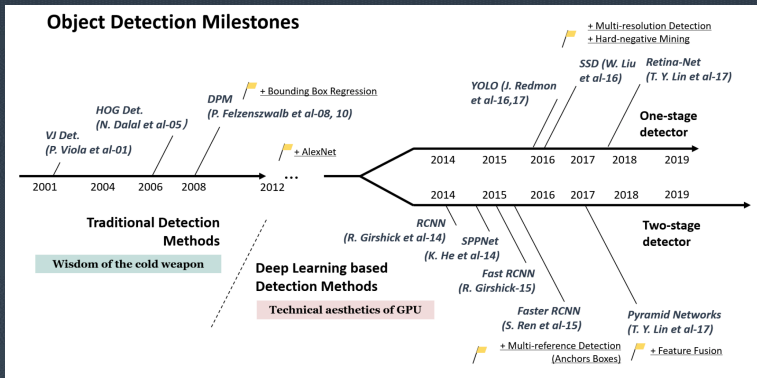 Object Detection Milestones
+ Multi-resolution Detection
+ Hard-negative Mining
SSD (W. Liu
et al-16)
Retina-Net
(T. Y. Lin et al-17)
YOLO (J. Redmon
et al-16,17)
+ Bounding Box Regression
DPM
(P. Felzenszwalb et al-08, 10)
HOG Det.
(N. Dalal et al-05)
VJ Det.
(P. Viola et al-01)
+ AlexNet
One-stage
detector
2014 2015 2016 2017 2018 2019
2001 2004 2006 2008 2012 ...
2014 2015 2016 2017 2018 2019
Two-stage
detector
Traditional Detection
Methods
Wisdom of the cold weapon
Deep Learning based
Detection Methods
Technical aesthetics of GPU
RCNN
(R. Girshick et al-14)
SPPNet
(K. He et al-14)
Fast RCNN
(R. Girshick-15)
Faster RCNN
(S. Ren et al-15)
Pyramid Networks
(T. Y. Lin et al-17)
+ Multi-reference Detection
(Anchors Boxes)
+ Feature Fusion